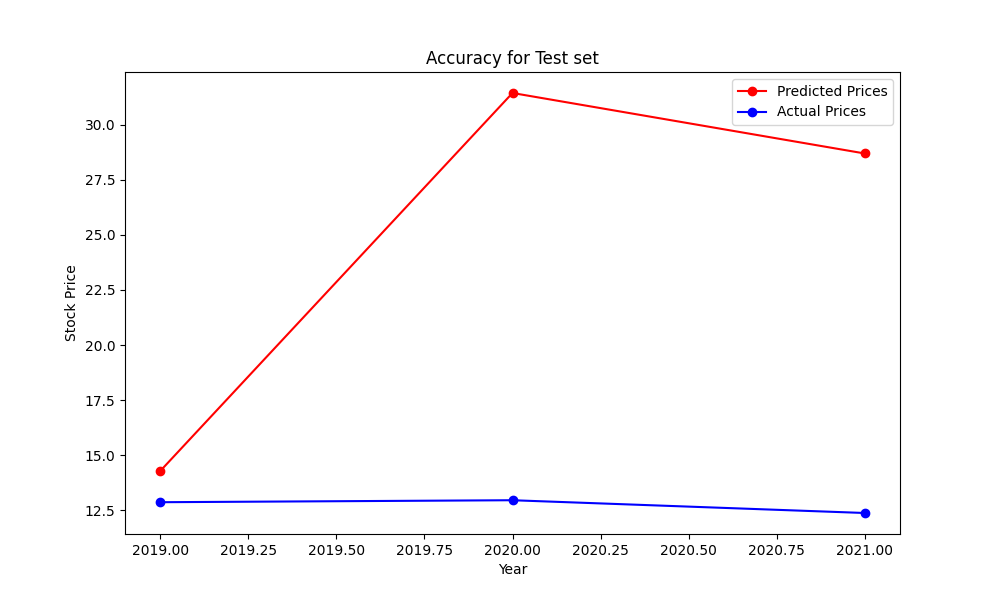 Accuracy for Test set
Predicted Prices
Actual Prices
30.0
27.5
25.0
22.5
20.0
17.5
15.0
12.5
Stock Price
2019.00 2019.25 2019.50 2019.75 2020.00 2020.25 2020.50 2020.75 2021.00
Year